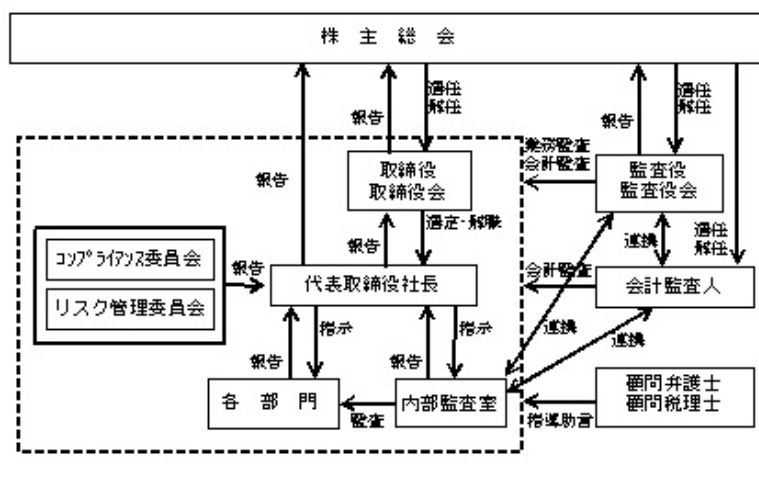 株主総会
選任
解任
報告
選任
解任
報告
業務監査
会計監査
取締役
取締役会
監査役
監査役会
報告
選定・解職
報告
連携
選任
解任
コンプライアンス委員会
リスク管理委員会
報告
代表取締役社長
会計監査
会計監査人
指示
指示
連携
連携
報告
報告
各部門
内部監査室
監査
顧問弁護士
顧問税理士
指導助言